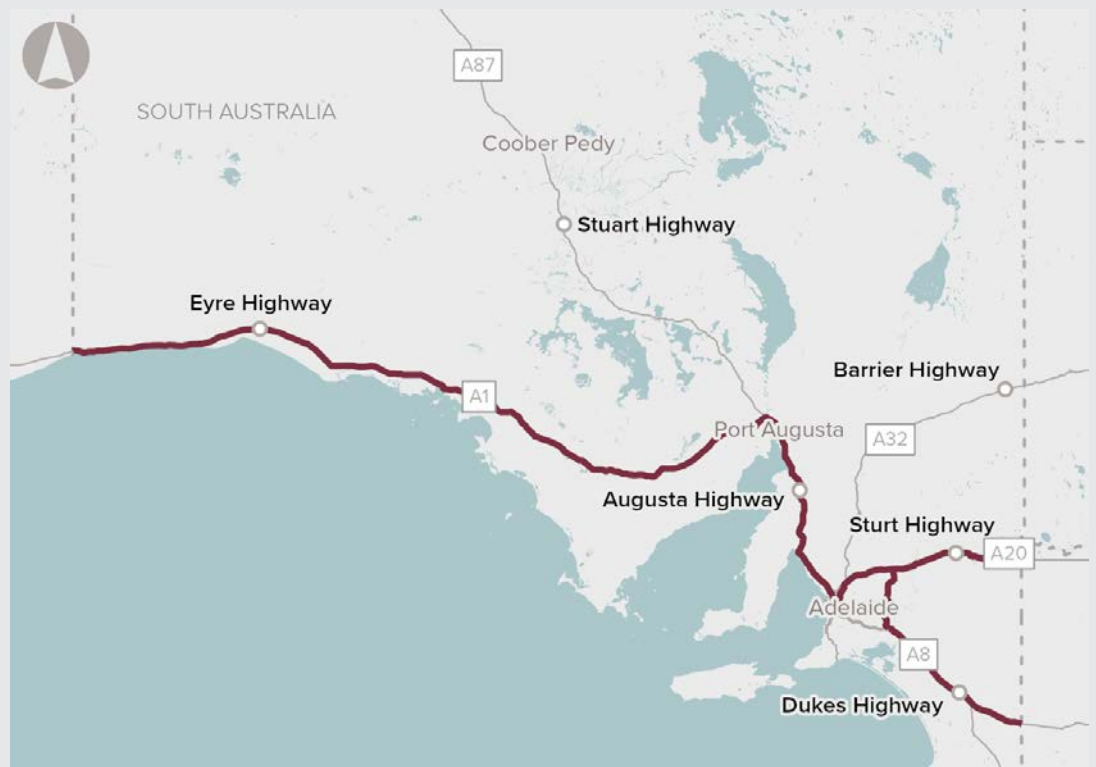 A87
SOUTH AUSTRALIA
Coober Pedy
Stuart Highway
Eyre Highway
Barrier Highway
A1
Port Augusta
A32
Augusta Highway
Sturt Highway
A20
Adelaide
A8
Dukes Highway